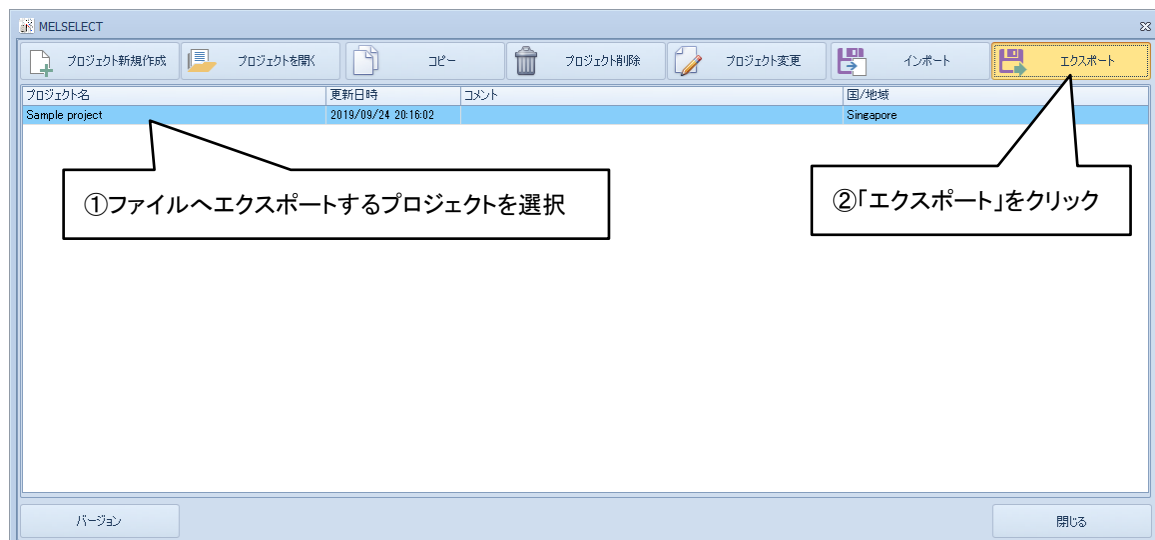 MELSELECT
プロジェクト新規作成 プロジェクトを開く コピー プロジェクト削除 プロジェクト変更 インポート エクスポート
プロジェクト名 更新日時 コメント 国/地域
Sample project 2019/09/24 20:16:02 Singapore
①ファイルへエクスポートするプロジェクトを選択
②「エクスポート」をクリック
バージョン 閉じる